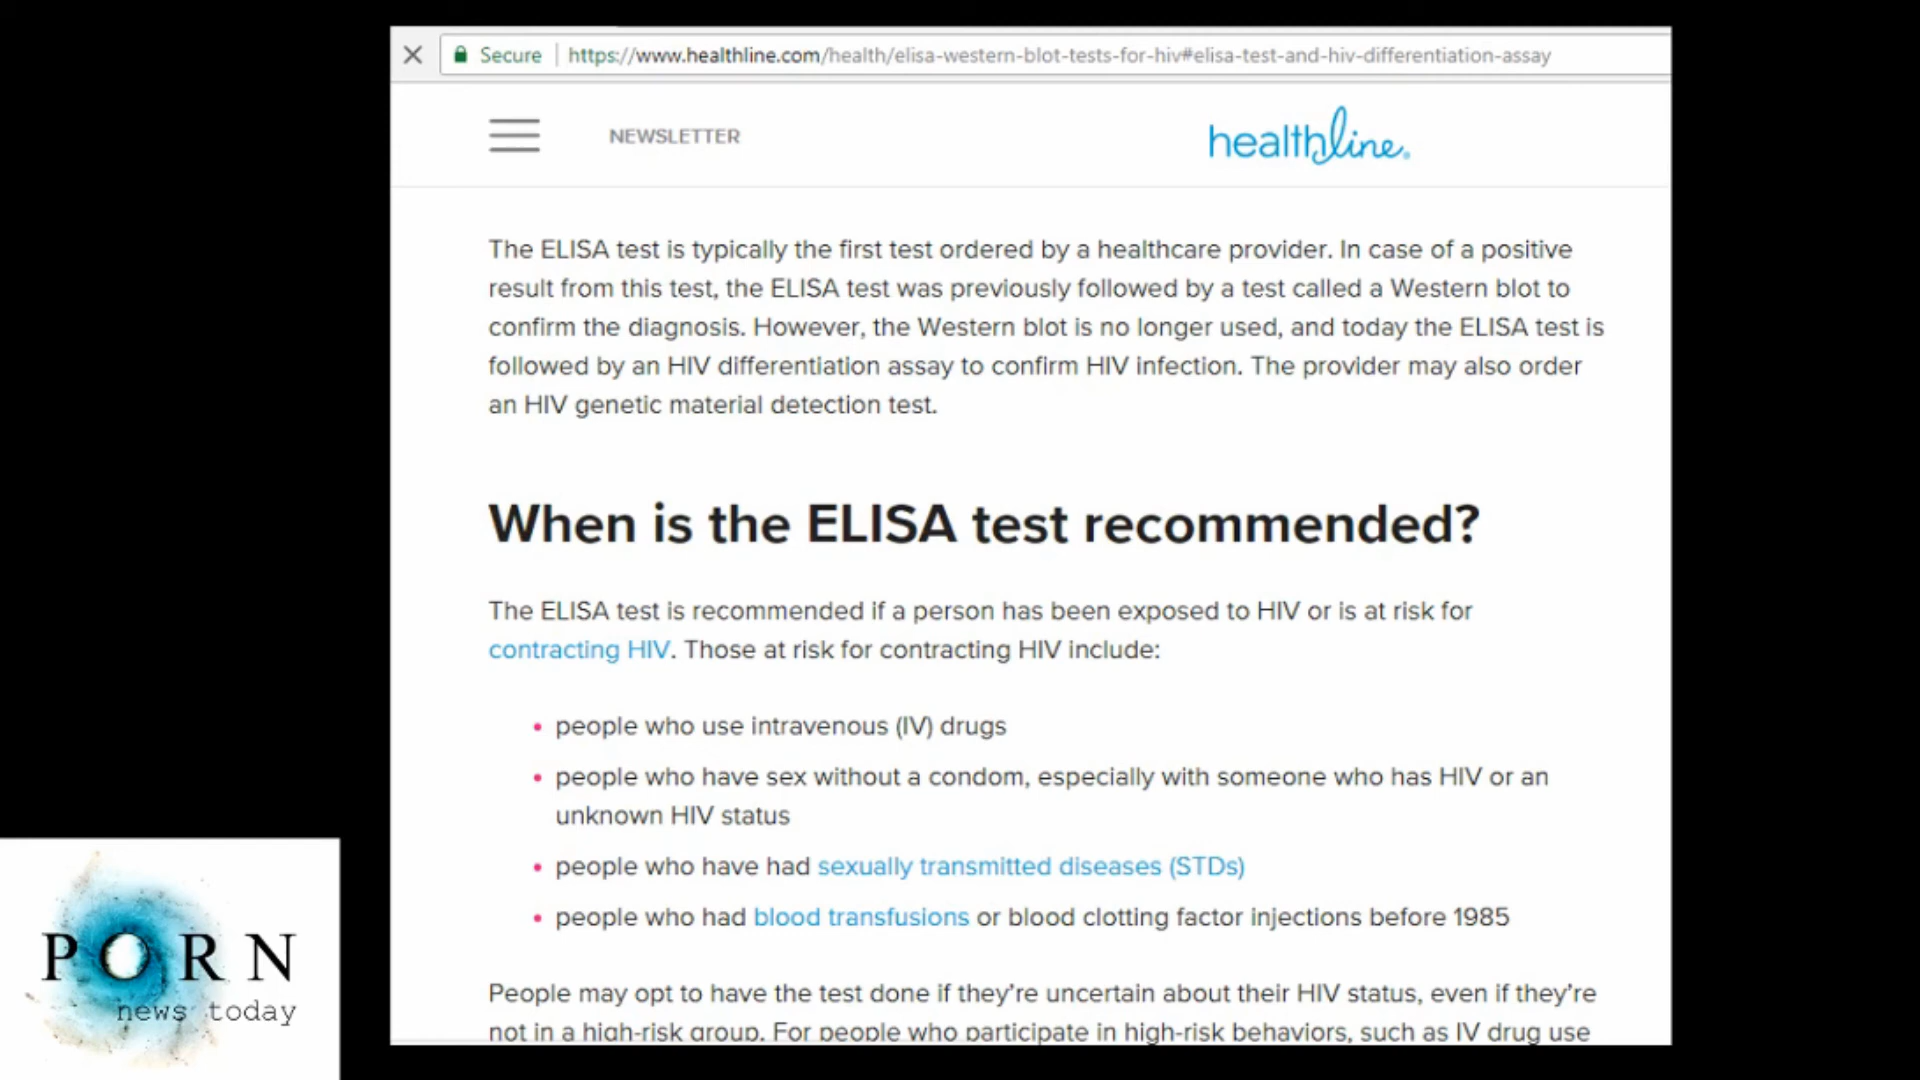 Secure | https://www.healthline.com/health/elisa-western-blot-tests-for-hiv#elisa-test-and-hiv-differentiation-assay
NEWSLETTER
healthline.
The ELISA test is typically the first test ordered by a healthcare provider. In case of a positive
result from this test, the ELISA test was previously followed by a test called a Western blot to
confirm the diagnosis. However, the Western blot is no longer used, and today the ELISA test is
followed by an HIV differentiation assay to confirm HIV infection. The provider may also order
an HIV genetic material detection test.
When is the ELISA test recommended?
The ELISA test is recommended if a person has been exposed to HIV or is at risk for
contracting HIV. Those at risk for contracting HIV include:
• people who use intravenous (IV) drugs
• people who have sex without a condom, especially with someone who has HIV or an
unknown HIV status
• people who have had sexually transmitted diseases (STDs)
• people who had blood transfusions or blood clotting factor injections before 1985
People may opt to have the test done if they're uncertain about their HIV status, even if they're
not in a high-risk group. For people who participate in high-risk behaviors, such as IV drug use
PORN
news today